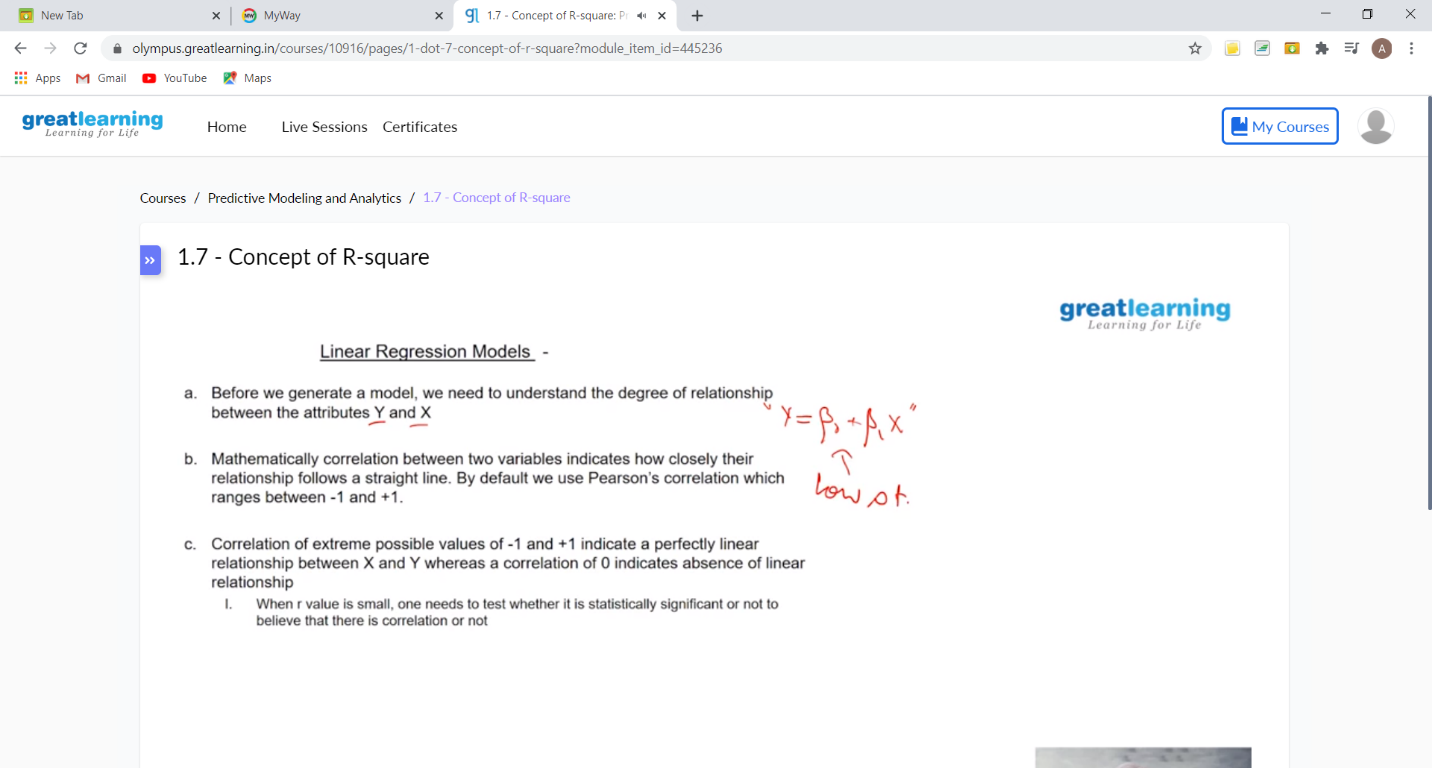 New Tab
MyWay
1.7 - Concept of R-square: Pr
olympus.greatlearning.in/courses/10916/pages/1-dot-7-concept-of-r-square?module_item_id=445236
A
Apps
Gmail
YouTube
Maps
greatlearning
Learning for Life
Home
Live Sessions
Certificates
My Courses
Courses / Predictive Modeling and Analytics / 1.7 - Concept of R-square
1.7 - Concept of R-square
greatlearning
Learning for Life
Linear Regression Models -
a. Before we generate a model, we need to understand the degree of relationship
between the attributes Y and X
"Y = β₀ + β₁X"
b. Mathematically correlation between two variables indicates how closely their
relationship follows a straight line. By default we use Pearson's correlation which
ranges between -1 and +1.
c. Correlation of extreme possible values of -1 and +1 indicate a perfectly linear
relationship between X and Y whereas a correlation of 0 indicates absence of linear
relationship
I. When r value is small, one needs to test whether it is statistically significant or not to
believe that there is correlation or not